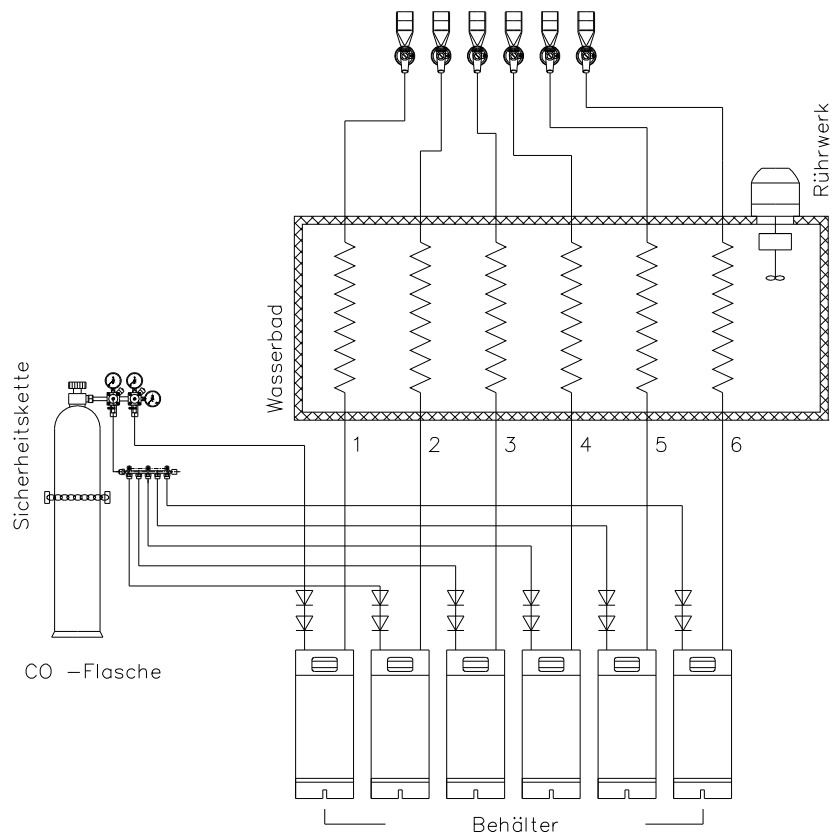 Rührwerk
Wasserbad
Sicherheitskette
1 2 3 4 5 6
CO –Flasche
Behälter